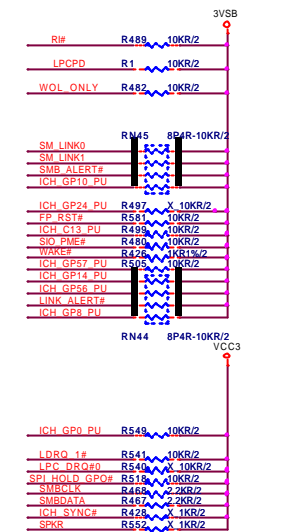 3VSB
RI# R489 10KR/2
LPCPD R1 10KR/2
WOL_ONLY R482 10KR/2
RN45 8P4R-10KR/2
SM_LINK0
SM_LINK1
SMB_ALERT#
ICH_GP10_PU
ICH_GP24_PU R497 X_10KR/2
FP_RST# R581 10KR/2
ICH_C13_PU R499 10KR/2
SIO_PME# R480 10KR/2
WAKE# R426 1KR1%/2
ICH_GP57_PU R505 10KR/2
ICH_GP14_PU
ICH_GP56_PU
LINK_ALERT#
ICH_GP8_PU
RN44 8P4R-10KR/2
VCC3
ICH_GP0_PU R549 10KR/2
LDRQ_1# R541 10KR/2
LPC_DRQ#0 R540 X_10KR/2
SPI_HOLD_GPO# R518 10KR/2
SMBCLK R468 2.2KR/2
SMBDATA R467 2.2KR/2
ICH_SYNC# R428 X_1KR/2
SPKR R552 X_1KR/2